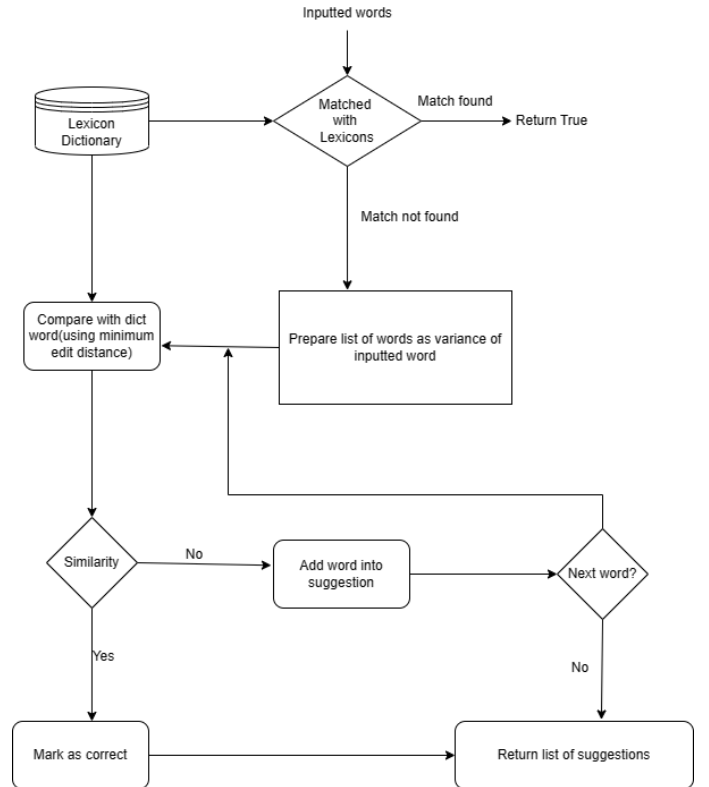 Inputted words
Matched
with
Lexicons
Match found
Return True
Lexicon
Dictionary
Match not found
Compare with dict
word(using minimum
edit distance)
Prepare list of words as variance of
inputted word
Similarity
No
Add word into
suggestion
Next word?
Yes
No
Mark as correct
Return list of suggestions